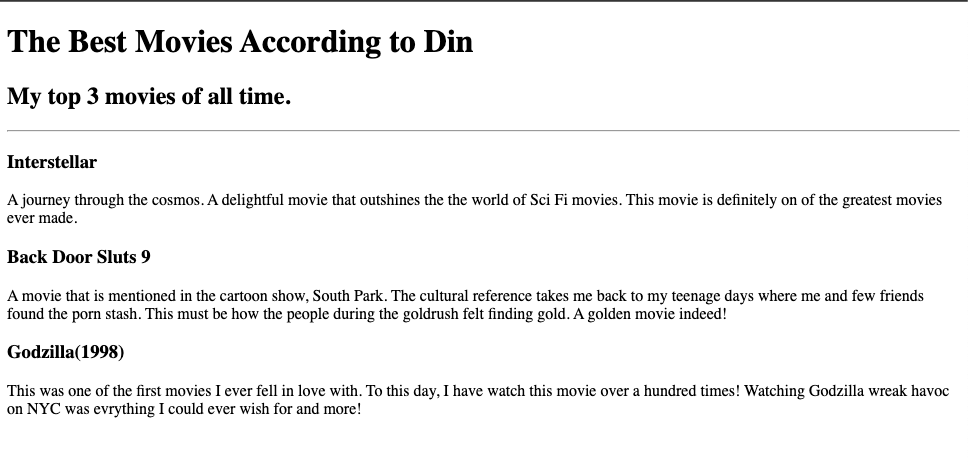 The Best Movies According to Din
My top 3 movies of all time.
Interstellar
A journey through the cosmos. A delightful movie that outshines the the world of Sci Fi movies. This movie is definitely on of the greatest movies
ever made.
Back Door Sluts 9
A movie that is mentioned in the cartoon show, South Park. The cultural reference takes me back to my teenage days where me and few friends
found the porn stash. This must be how the people during the goldrush felt finding gold. A golden movie indeed!
Godzilla(1998)
This was one of the first movies I ever fell in love with. To this day, I have watch this movie over a hundred times! Watching Godzilla wreak havoc
on NYC was evrything I could ever wish for and more!